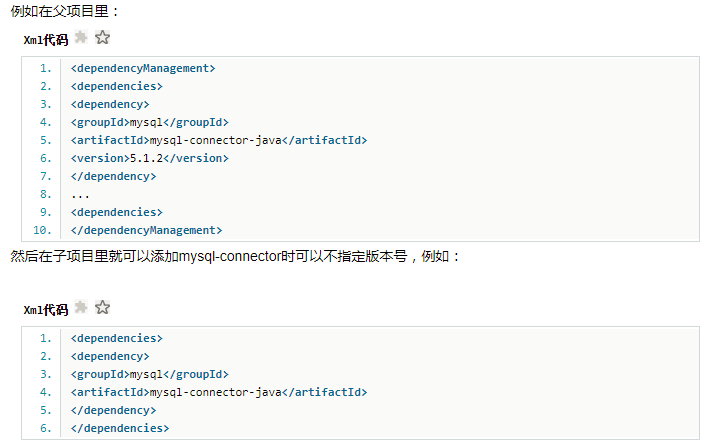 例如在父项目里：
Xml代码
1. <dependencyManagement>
2. <dependencies>
3. <dependency>
4. <groupId>mysql</groupId>
5. <artifactId>mysql-connector-java</artifactId>
6. <version>5.1.2</version>
7. </dependency>
8. ...
9. <dependencies>
10. </dependencyManagement>
然后在子项目里就可以添加mysql-connector时可以不指定版本号，例如：
Xml代码
1. <dependencies>
2. <dependency>
3. <groupId>mysql</groupId>
4. <artifactId>mysql-connector-java</artifactId>
5. </dependency>
6. </dependencies>